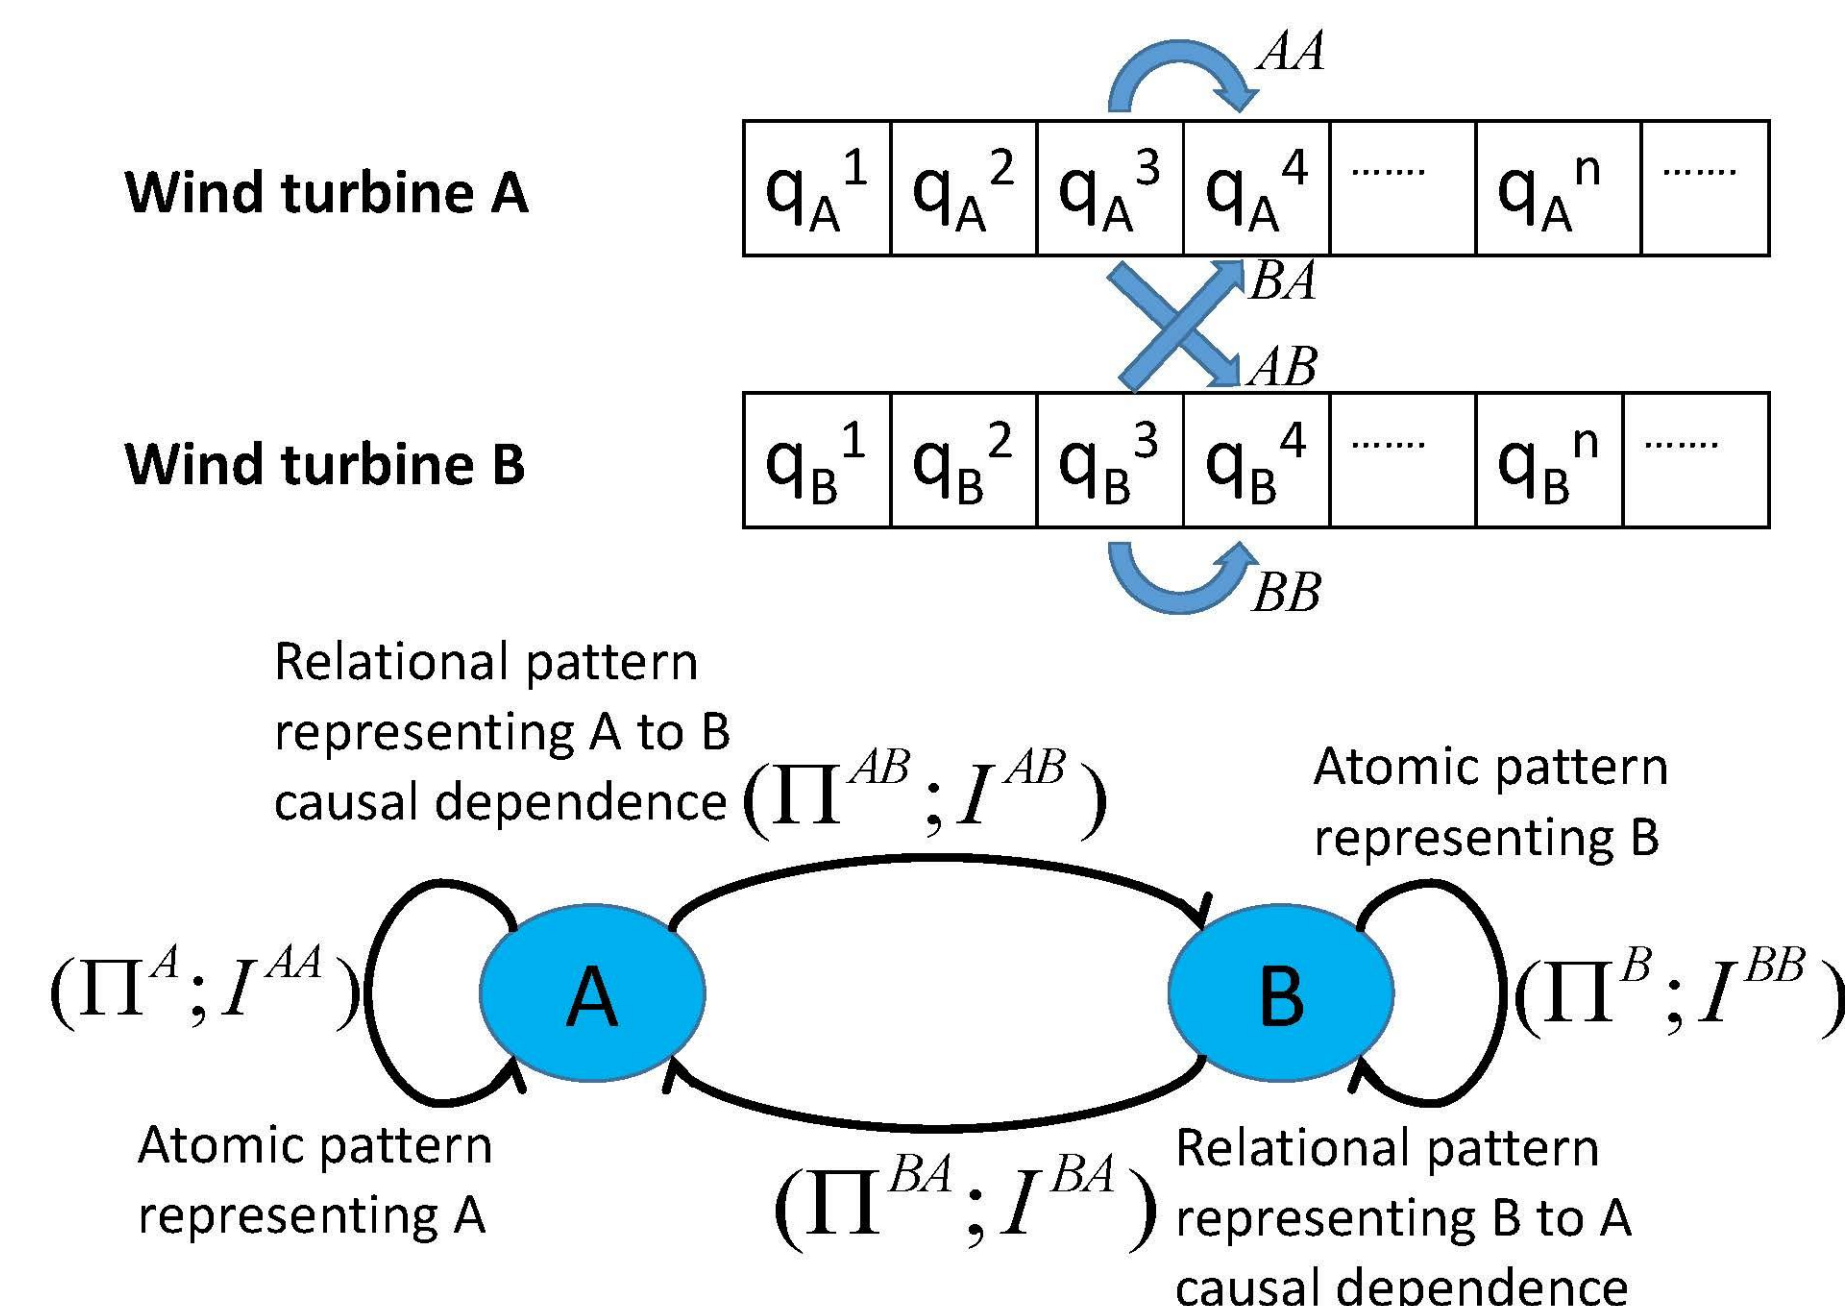 AA
Wind turbine A q_A^1 q_A^2 q_A^3 q_A^4 ....... q_A^n .......
BA
AB
Wind turbine B q_B^1 q_B^2 q_B^3 q_B^4 ....... q_B^n .......
BB
Relational pattern
representing A to B
causal dependence (Π^{AB};I^{AB})
Atomic pattern
representing B
(Π^A;I^{AA}) A B (Π^B;I^{BB})
Atomic pattern
representing A
(Π^{BA};I^{BA})
Relational pattern
representing B to A
causal dependence